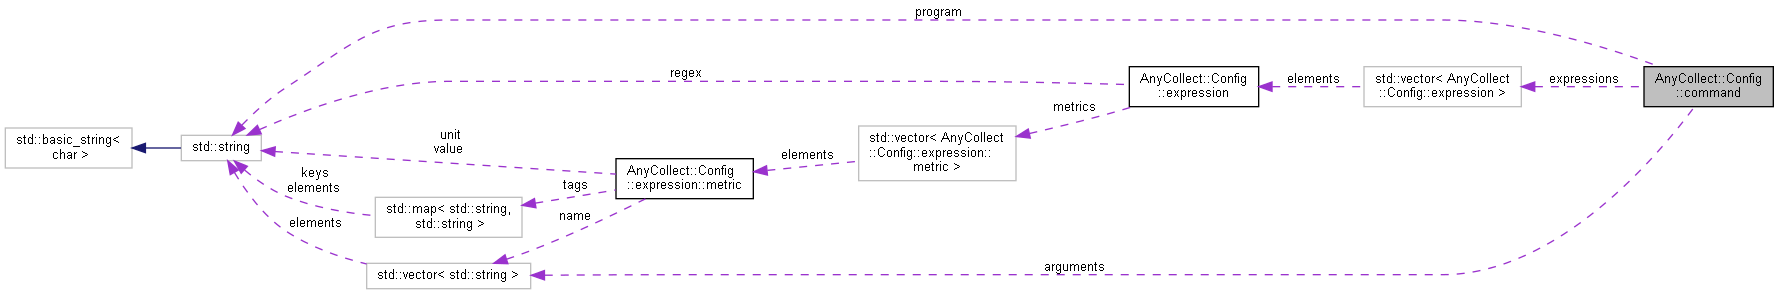 program
regex
AnyCollect::Config
::expression
elements
std::vector< AnyCollect
::Config::expression >
expressions
AnyCollect::Config
::command
metrics
std::basic_string<
char >
std::string
unit
value
std::vector< AnyCollect
::Config::expression::
metric >
elements
AnyCollect::Config
::expression::metric
keys
elements
tags
std::map< std::string,
std::string >
name
elements
std::vector< std::string >
arguments